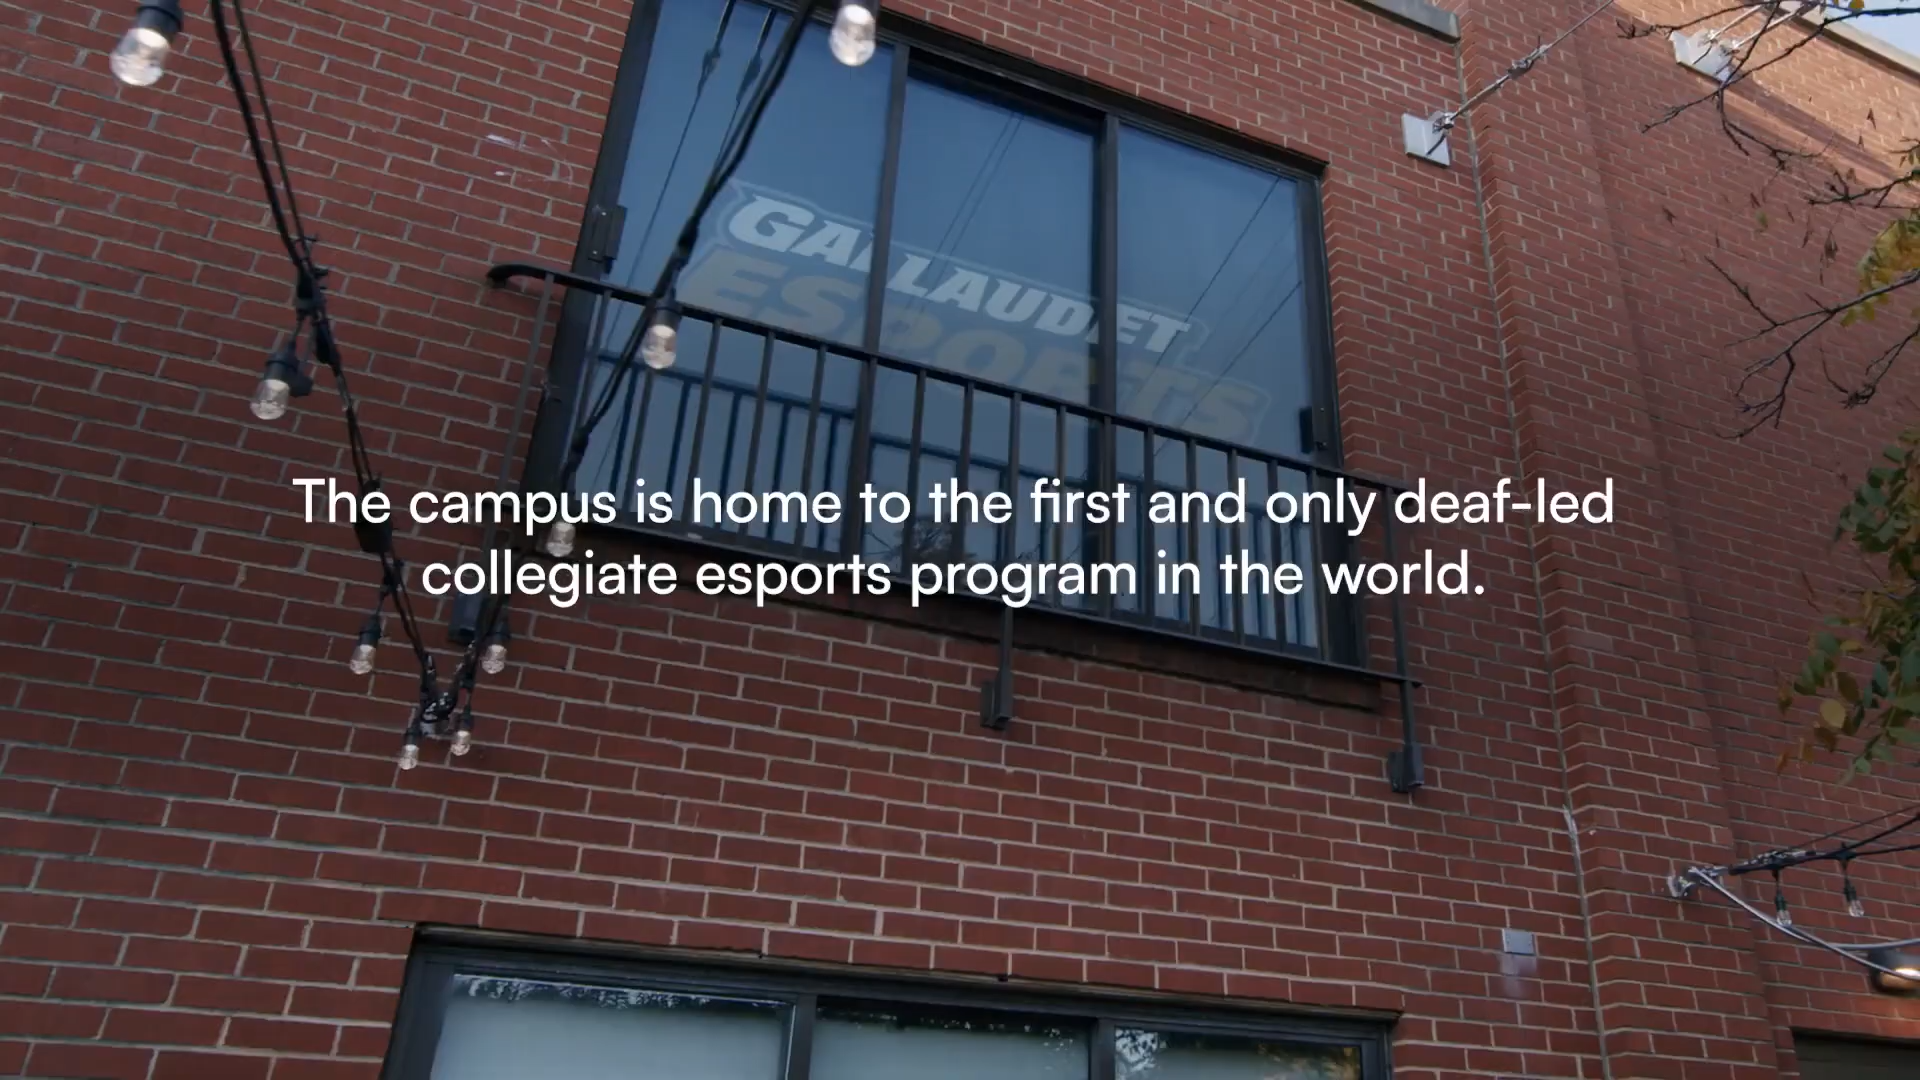 GALLAUDET
ESPORTS
The campus is home to the first and only deaf-led
collegiate esports program in the world.